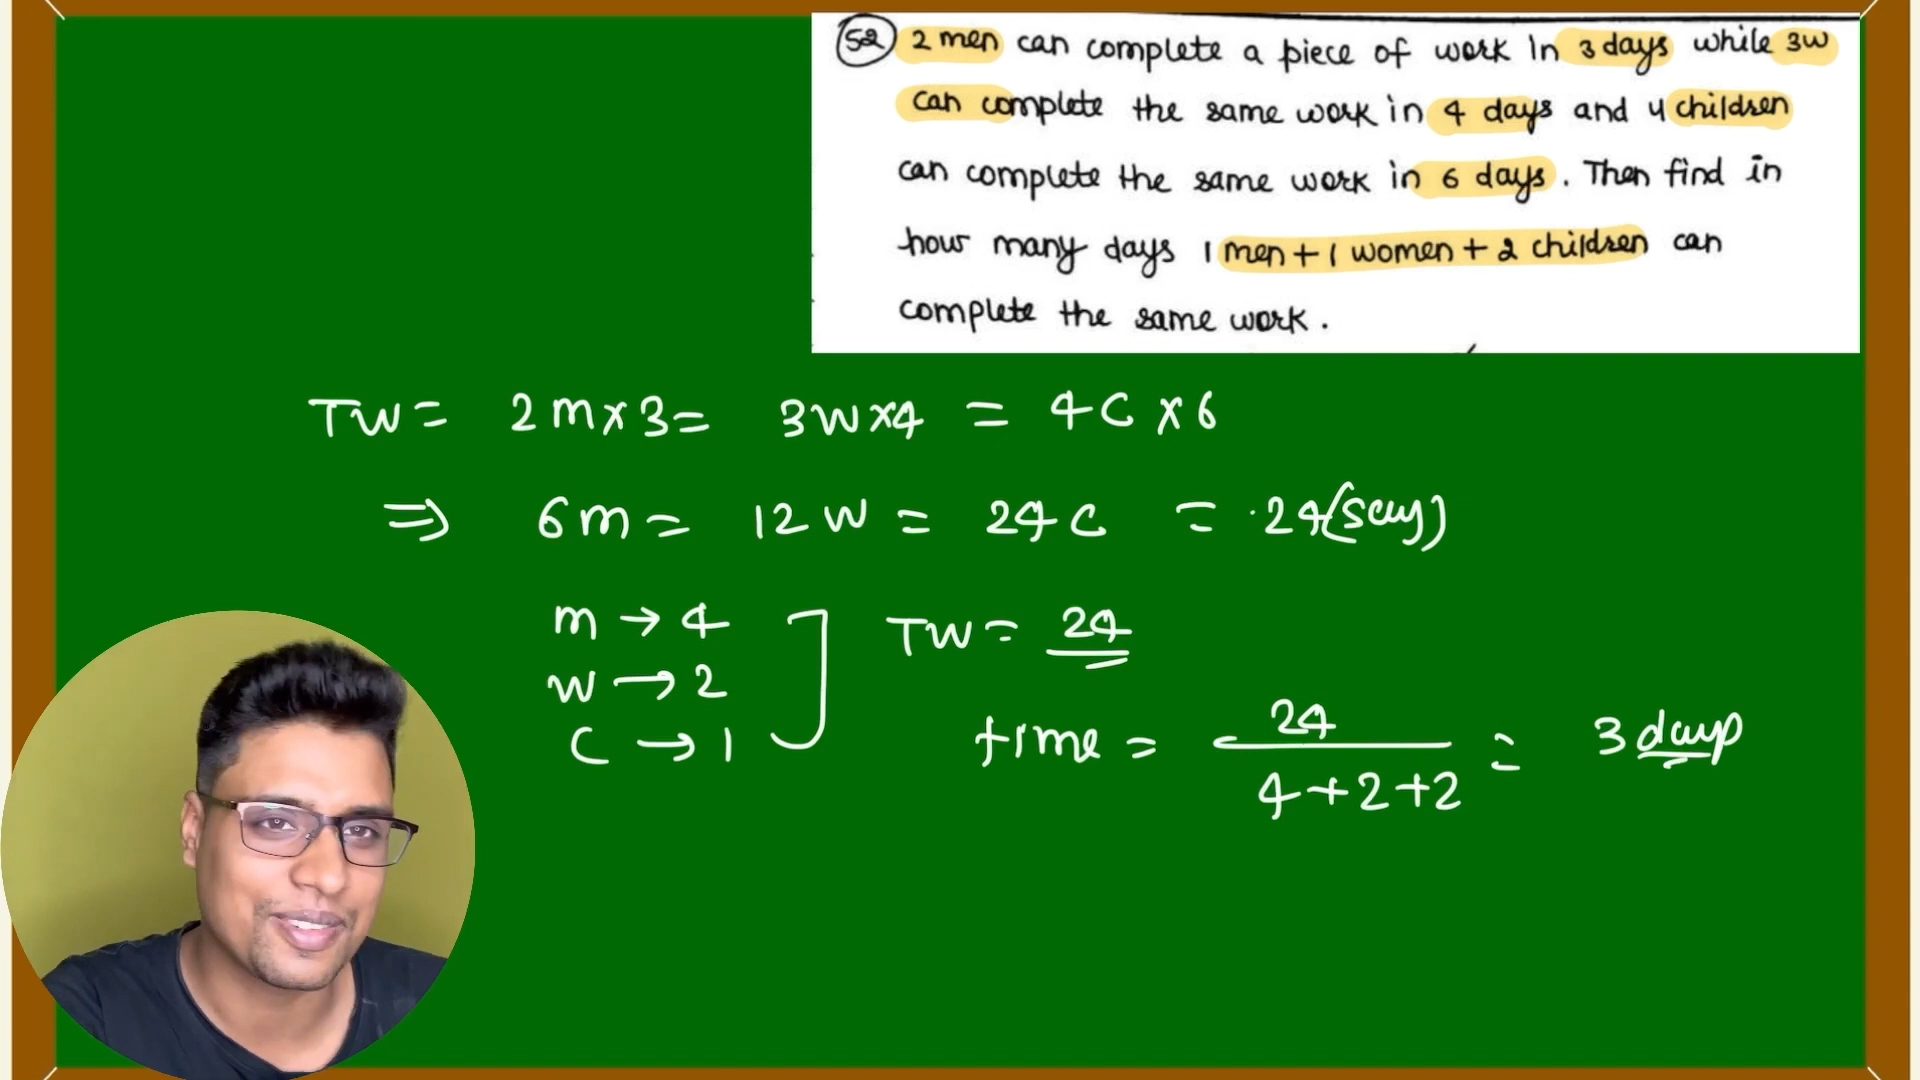 52 2 men can complete a piece of work in 3 days while 3w
can complete the same work in 4 days and 4 children
can complete the same work in 6 days. Then find in
how many days 1 men + 1 women + 2 children can
complete the same work.
TW = 2m×3 = 3W×4 = 4C×6
⇒ 6m = 12W = 24C = 24(say)
m → 4
W → 2
C → 1
TW = 24
time = 24 / 4+2+2 = 3 days